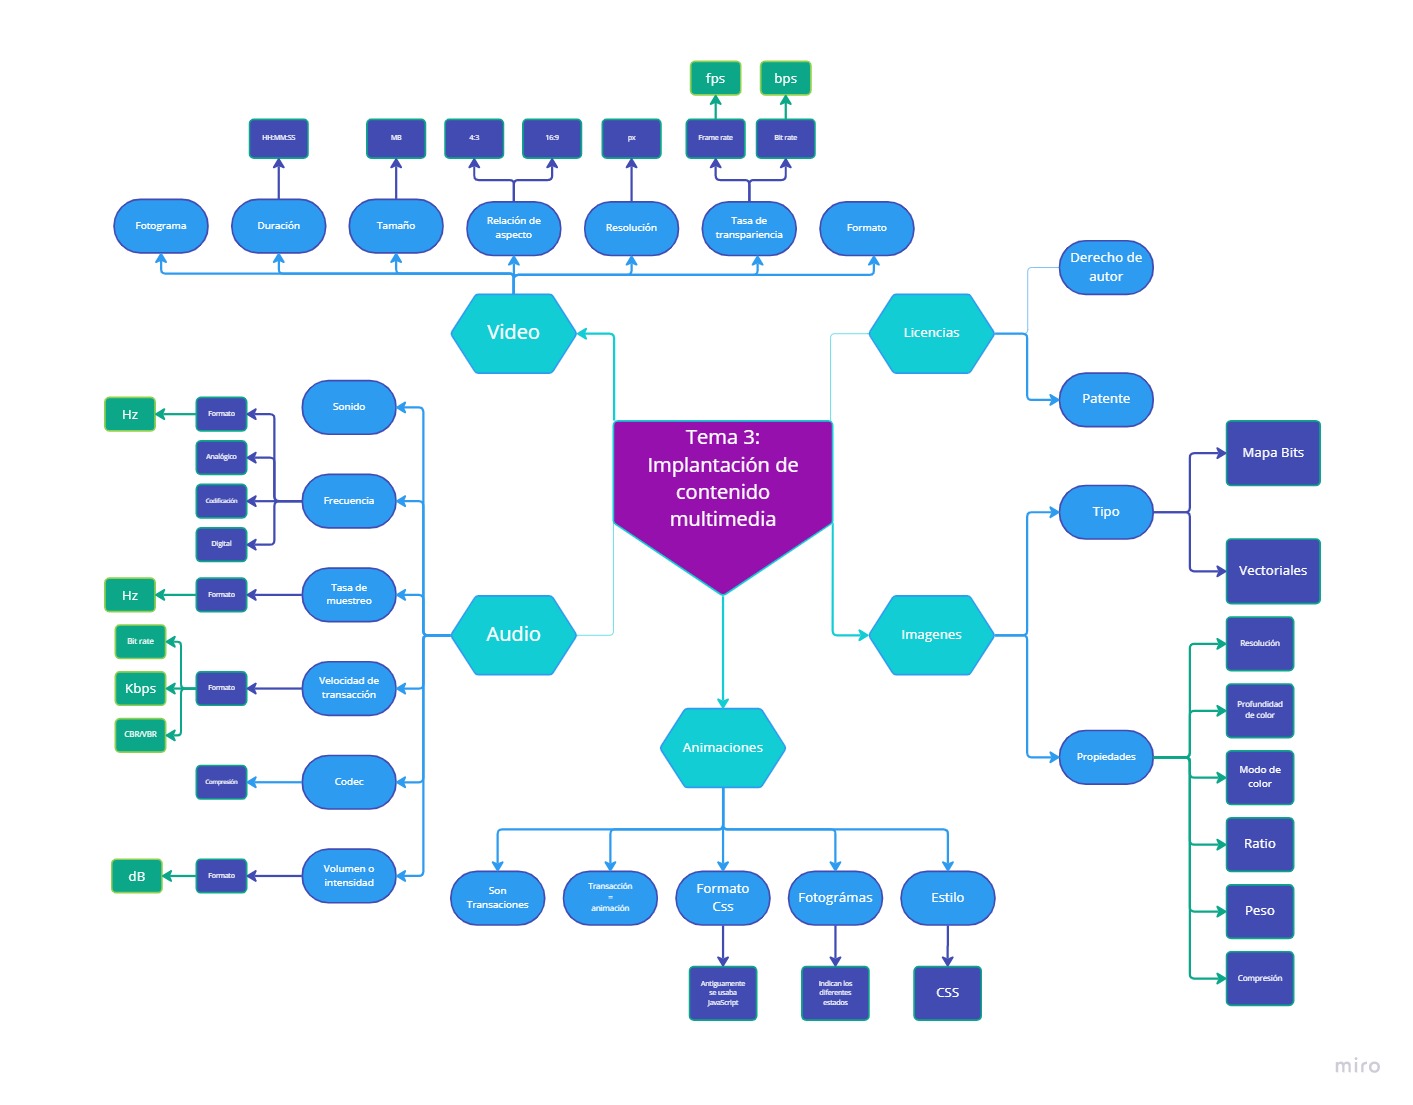 fps
bps
HH:MM:SS
MB
4:3
16:9
px
Frame rate
Bit rate
Fotograma
Duración
Tamaño
Relación de
aspecto
Resolución
Tasa de
transpariencia
Formato
Video
Licencias
Derecho de
autor
Patente
Tema 3:
Implantación de
contenido
multimedia
Sonido
Hz
Formato
Analógico
Codificación
Digital
Frecuencia
Hz
Formato
Tasa de
muestreo
Bit rate
Kbps
CBR/VBR
Formato
Velocidad de
transacción
Compresión
Codec
dB
Formato
Volumen o
intensidad
Audio
Imagenes
Tipo
Mapa Bits
Vectoriales
Propiedades
Resolución
Profundidad
de color
Modo de
color
Ratio
Peso
Compresión
Animaciones
Son
Transaciones
Transacción
=
animación
Formato
Css
Fotográmas
Estilo
Antiguamente
se usaba
JavaScript
Indican los
diferentes
estados
CSS
miro